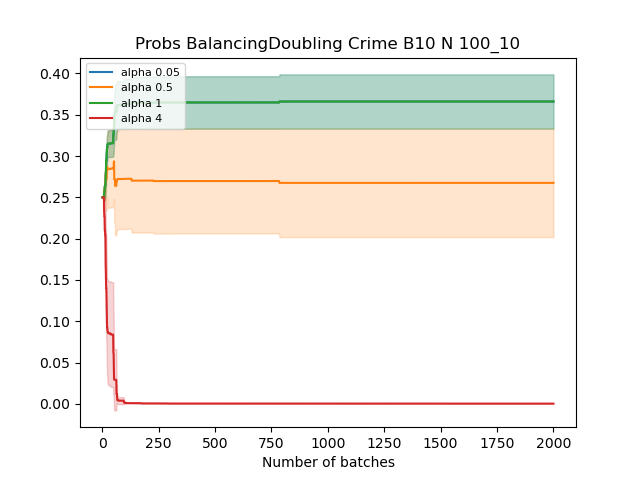 Probs BalancingDoubling Crime B10 N 100_10
alpha 0.05
alpha 0.5
alpha 1
alpha 4
0.40
0.35
0.30
0.25
0.20
0.15
0.10
0.05
0.00
0 250 500 750 1000 1250 1500 1750 2000
Number of batches